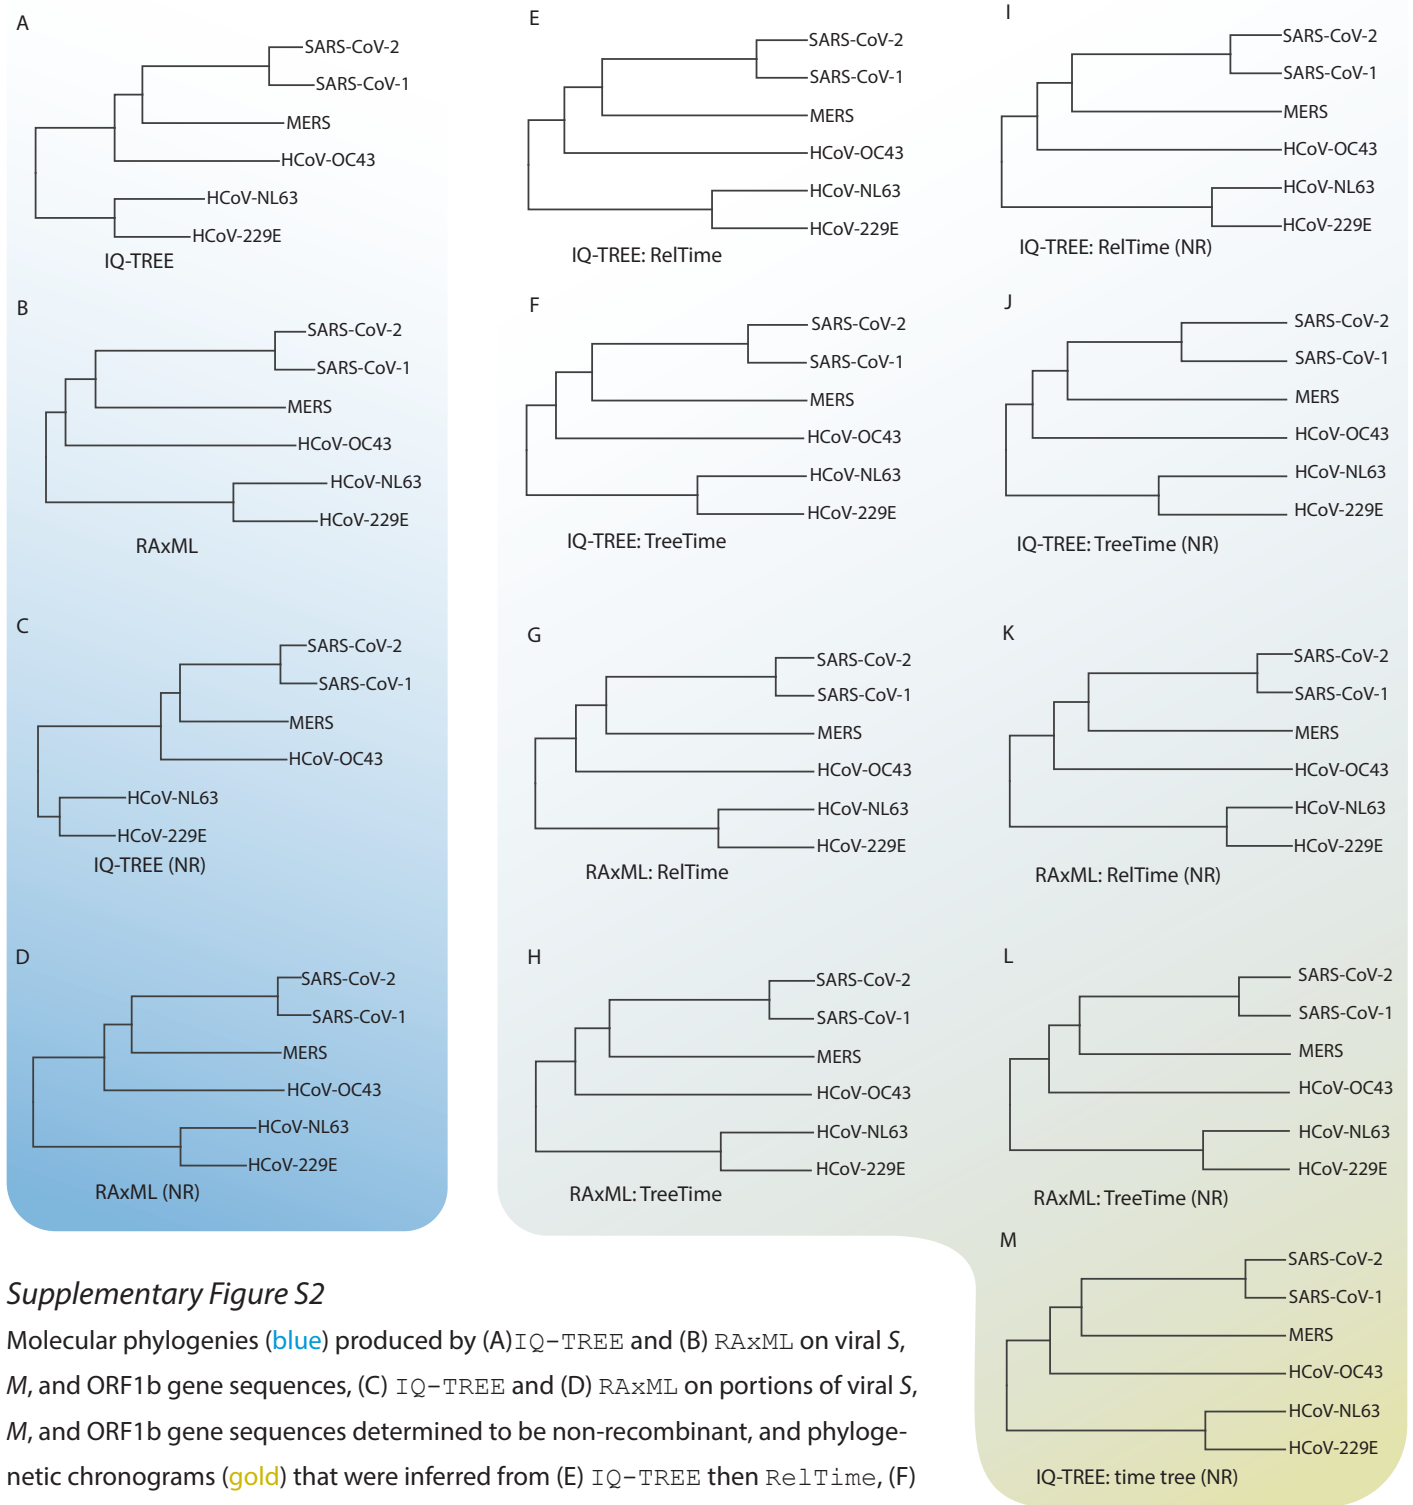 A
SARS-CoV-2
SARS-CoV-1
MERS
HCoV-OC43
HCoV-NL63
HCoV-229E
IQ-TREE
B
SARS-CoV-2
SARS-CoV-1
MERS
HCoV-OC43
HCoV-NL63
HCoV-229E
RAxML
C
SARS-CoV-2
SARS-CoV-1
MERS
HCoV-OC43
HCoV-NL63
HCoV-229E
IQ-TREE (NR)
D
SARS-CoV-2
SARS-CoV-1
MERS
HCoV-OC43
HCoV-NL63
HCoV-229E
RAxML (NR)
E
SARS-CoV-2
SARS-CoV-1
MERS
HCoV-OC43
HCoV-NL63
HCoV-229E
IQ-TREE: RelTime
F
SARS-CoV-2
SARS-CoV-1
MERS
HCoV-OC43
HCoV-NL63
HCoV-229E
IQ-TREE: TreeTime
G
SARS-CoV-2
SARS-CoV-1
MERS
HCoV-OC43
HCoV-NL63
HCoV-229E
RAxML: RelTime
H
SARS-CoV-2
SARS-CoV-1
MERS
HCoV-OC43
HCoV-NL63
HCoV-229E
RAxML: TreeTime
I
SARS-CoV-2
SARS-CoV-1
MERS
HCoV-OC43
HCoV-NL63
HCoV-229E
IQ-TREE: RelTime (NR)
J
SARS-CoV-2
SARS-CoV-1
MERS
HCoV-OC43
HCoV-NL63
HCoV-229E
IQ-TREE: TreeTime (NR)
K
SARS-CoV-2
SARS-CoV-1
MERS
HCoV-OC43
HCoV-NL63
HCoV-229E
RAxML: RelTime (NR)
L
SARS-CoV-2
SARS-CoV-1
MERS
HCoV-OC43
HCoV-NL63
HCoV-229E
RAxML: TreeTime (NR)
M
SARS-CoV-2
SARS-CoV-1
MERS
HCoV-OC43
HCoV-NL63
HCoV-229E
IQ-TREE: time tree (NR)
Supplementary Figure S2
Molecular phylogenies (blue) produced by (A)IQ-TREE and (B) RAxML on viral S,
M, and ORF1b gene sequences, (C) IQ-TREE and (D) RAxML on portions of viral S,
M, and ORF1b gene sequences determined to be non-recombinant, and phyloge-
netic chronograms (gold) that were inferred from (E) IQ-TREE then RelTime, (F)